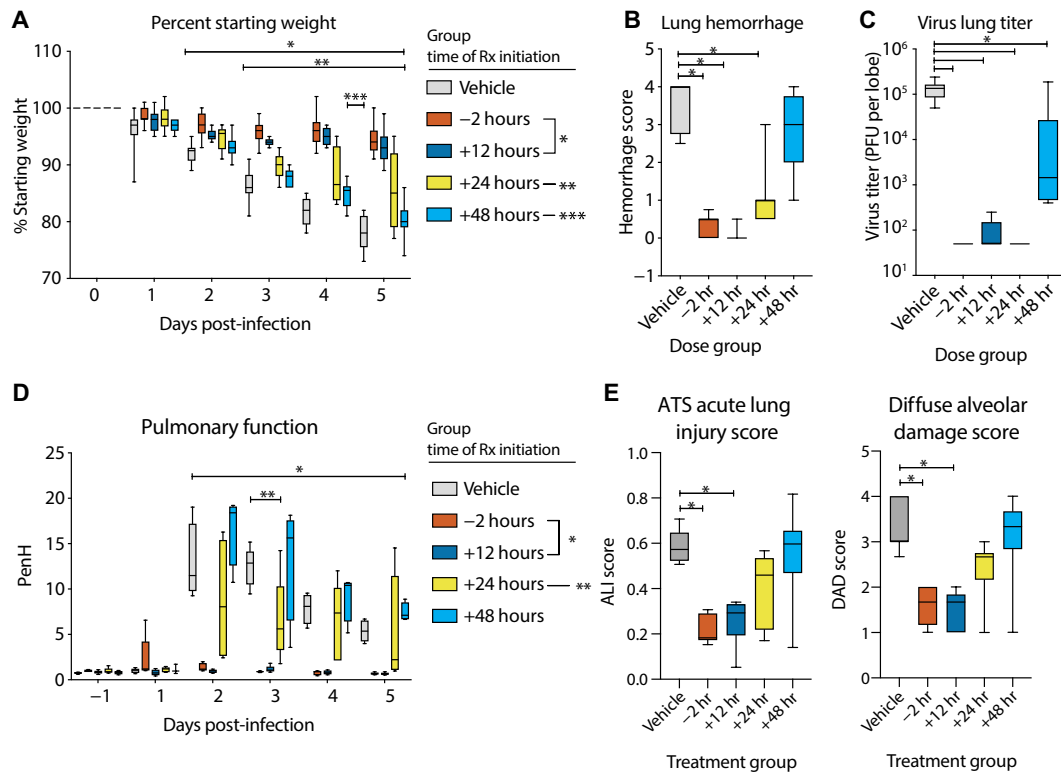 A
Percent starting weight
% Starting weight
110
100
90
80
70
0 1 2 3 4 5
Days post-infection
*
**
***
Group
time of Rx initiation
Vehicle
−2 hours
+12 hours
*
+24 hours
**
+48 hours
***
B
Lung hemorrhage
Hemorrhage score
5
4
3
2
1
0
−1
*
*
*
Vehicle
−2 hr
+12 hr
+24 hr
+48 hr
Dose group
C
Virus lung titer
Virus titer (PFU per lobe)
10⁶
10⁵
10⁴
10³
10²
10¹
*
*
*
*
Vehicle
−2 hr
+12 hr
+24 hr
+48 hr
Dose group
D
Pulmonary function
PenH
25
20
15
10
5
0
−1 1 2 3 4 5
Days post-infection
*
**
Group
time of Rx initiation
Vehicle
−2 hours
+12 hours
*
+24 hours
**
+48 hours
E
ATS acute lung
injury score
ALI score
1.0
0.8
0.6
0.4
0.2
0.0
*
*
Vehicle
−2 hr
+12 hr
+24 hr
+48 hr
Treatment group
Diffuse alveolar
damage score
DAD score
5
4
3
2
1
0
*
*
Vehicle
−2 hr
+12 hr
+24 hr
+48 hr
Treatment group